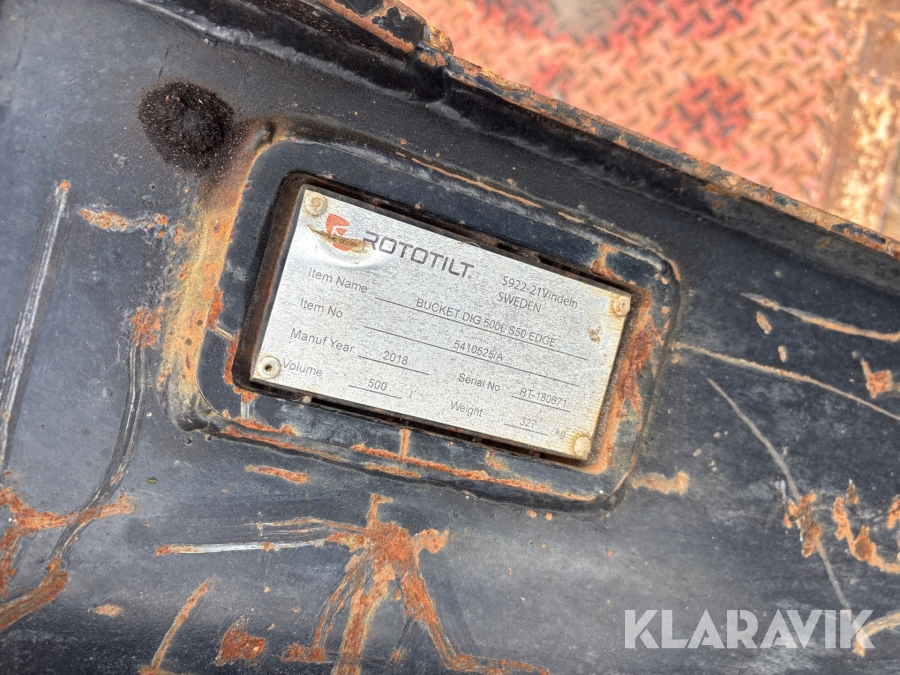 ROTOTILT
S922-21Vindeln
SWEDEN
Item Name BUCKET DIG 500L S50 EDGE
Item No 5410525/A
Manuf Year 2018 Serial No RT-180671
Volume 500 l Weight 327 kg
KLARAVIK